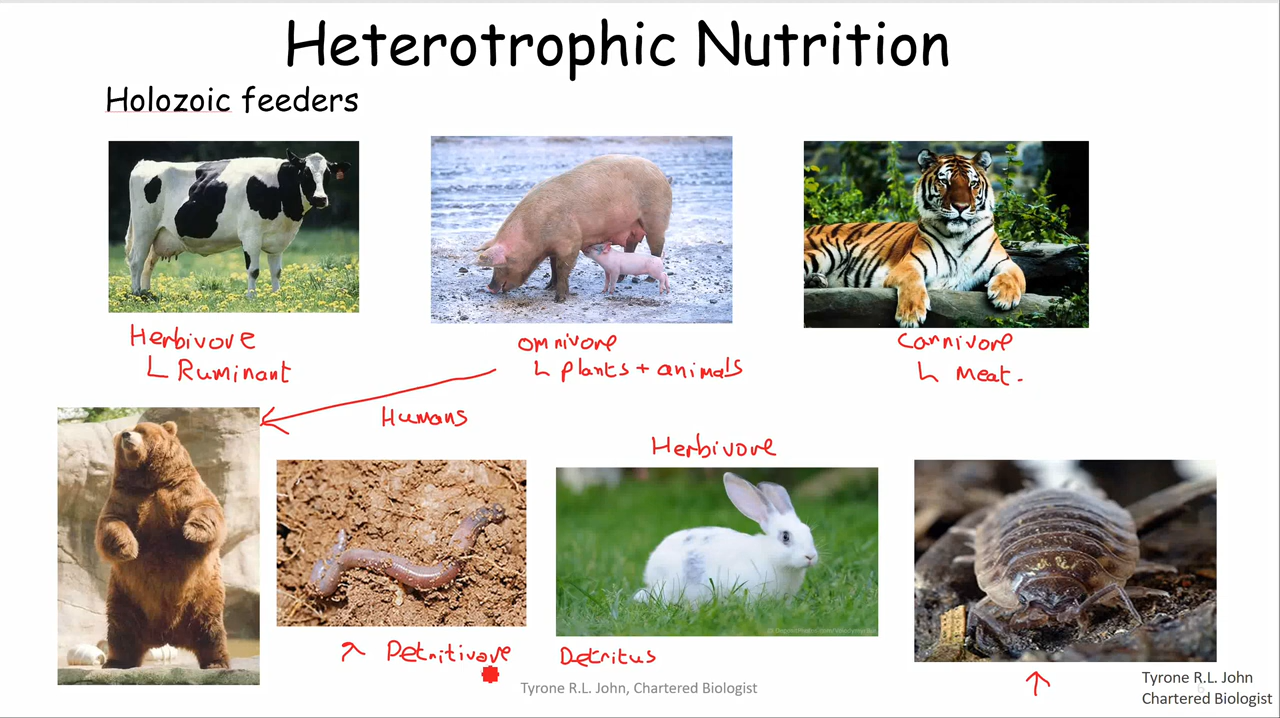 Heterotrophic Nutrition
Holozoic feeders
Herbivore
Ruminant
omnivore
plants + animals
Carnivore
Meat.
Humans
Herbivore
Detritivore
Detritus
Tyrone R.L. John, Chartered Biologist
Tyrone R.L. John
Chartered Biologist